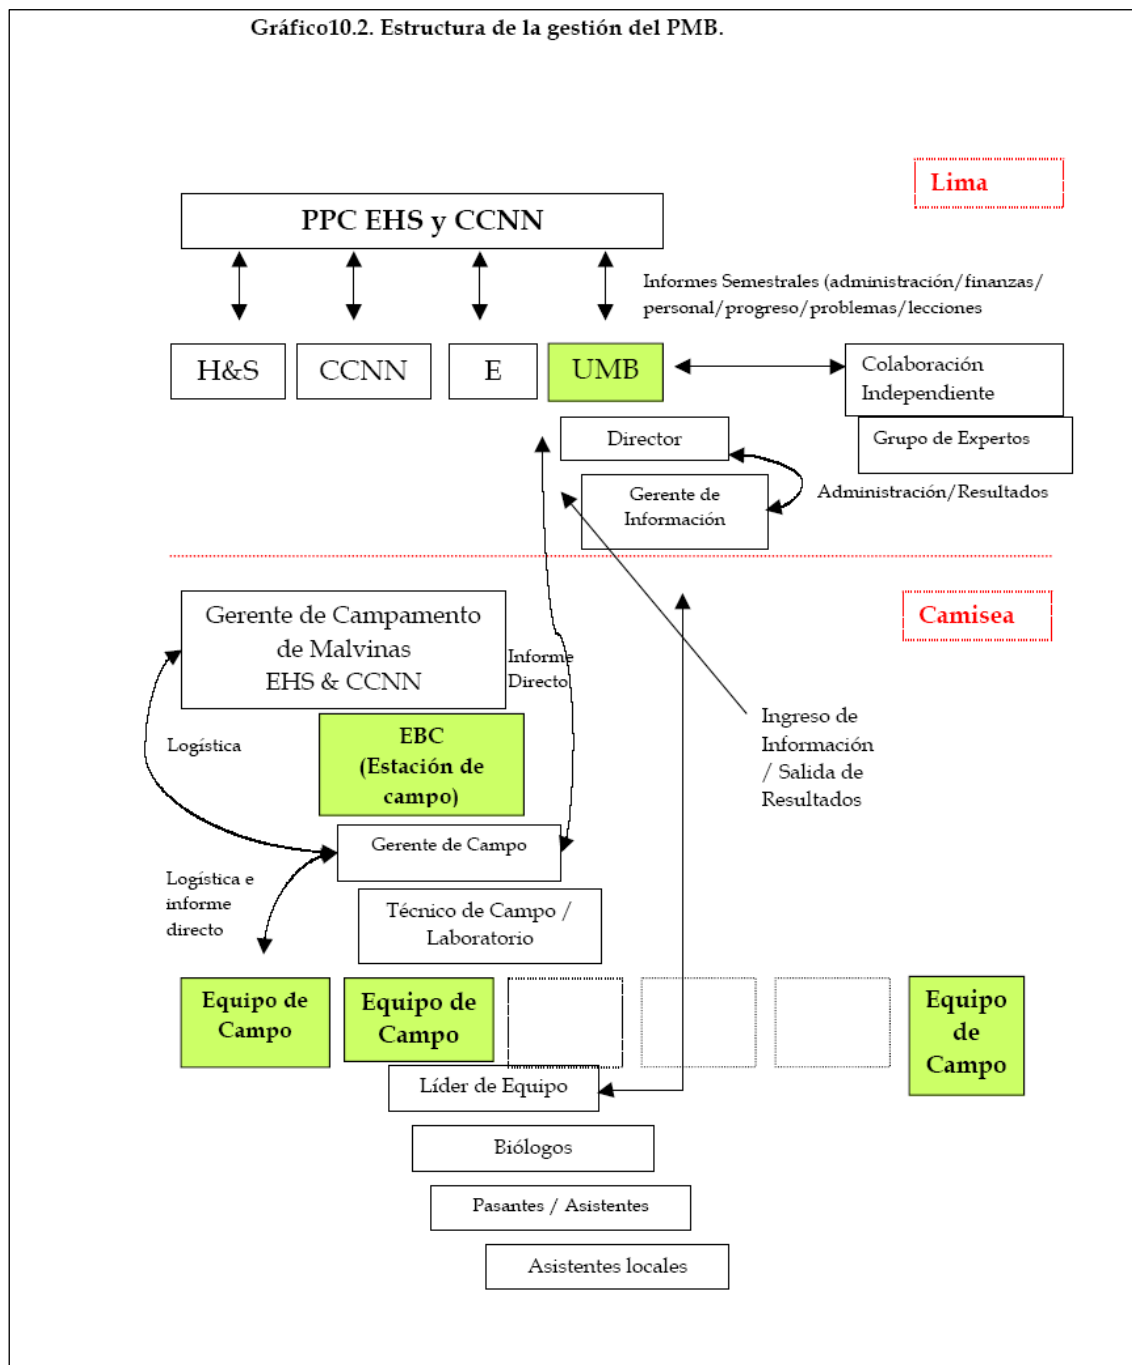 Gráfico10.2. Estructura de la gestión del PMB.
Lima
PPC EHS y CCNN
Informes Semestrales (administración/finanzas/
personal/progreso/problemas/lecciones
H&S
CCNN
E
UMB
Colaboración
Independiente
Director
Grupo de Expertos
Gerente de
Información
Administración/Resultados
Camisea
Gerente de Campamento
de Malvinas
EHS & CCNN
Informe
Directo
Logística
EBC
(Estación de
campo)
Ingreso de
Información
/ Salida de
Resultados
Gerente de Campo
Logística e
informe
directo
Técnico de Campo /
Laboratorio
Equipo de
Campo
Equipo de
Campo
Equipo
de
Campo
Líder de Equipo
Biólogos
Pasantes / Asistentes
Asistentes locales